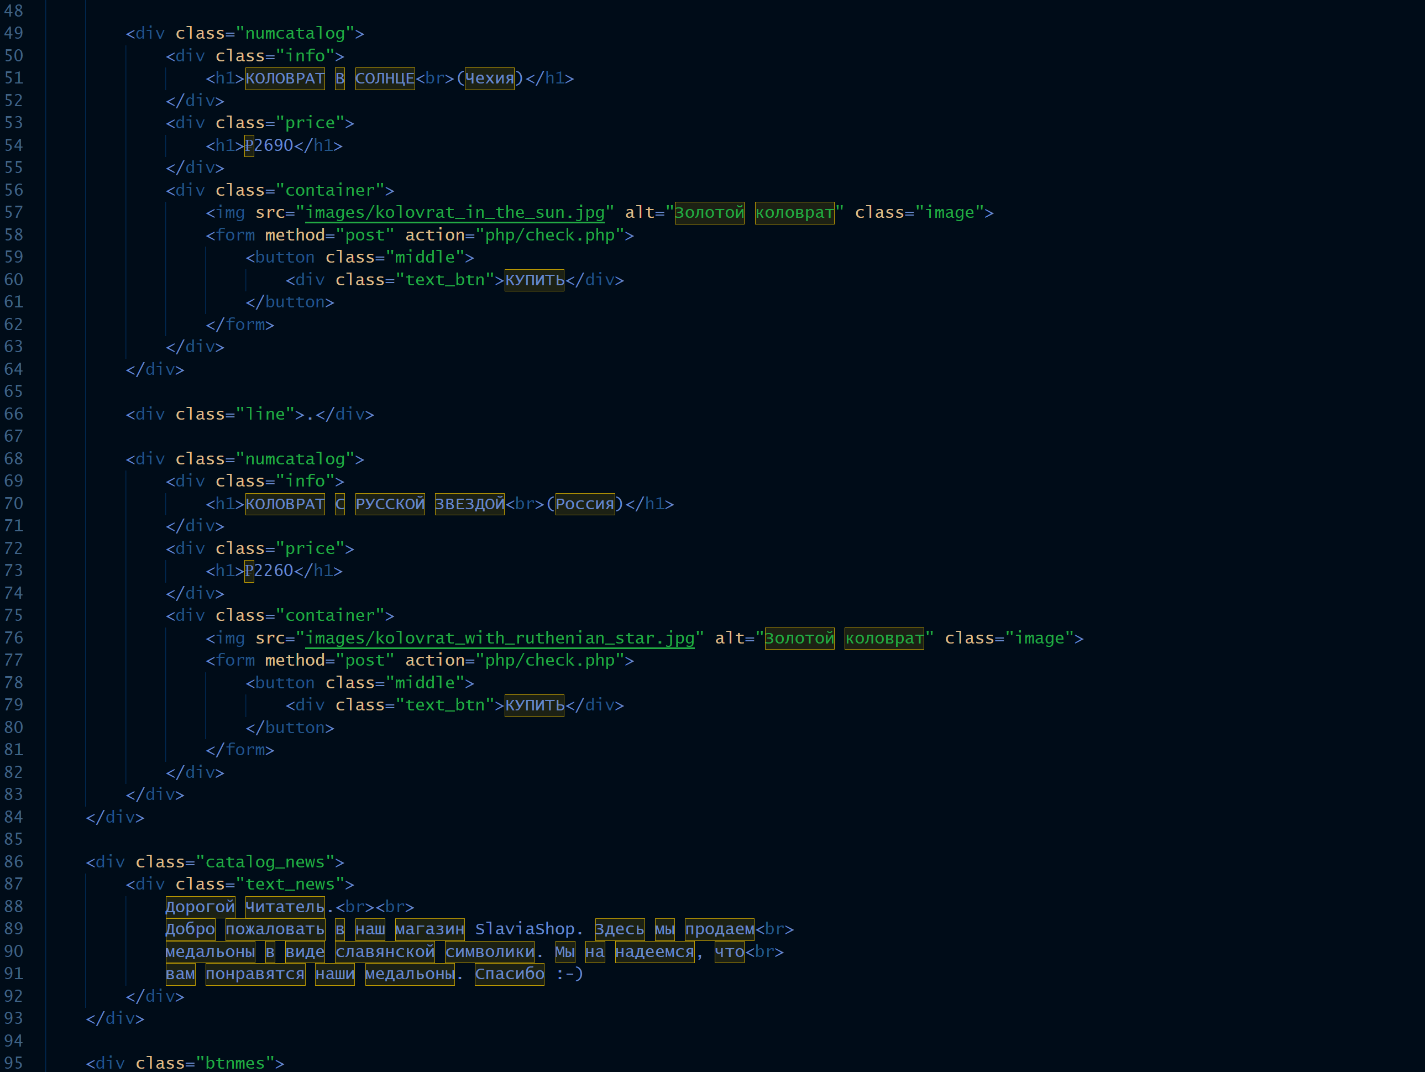 48
49 <div class="numcatalog">
50 <div class="info">
51 <h1>КОЛОВРАТ В СОЛНЦЕ<br>(Чехия)</h1>
52 </div>
53 <div class="price">
54 <h1>₽2690</h1>
55 </div>
56 <div class="container">
57 <img src="images/kolovrat_in_the_sun.jpg" alt="Золотой коловрат" class="image">
58 <form method="post" action="php/check.php">
59 <button class="middle">
60 <div class="text_btn">КУПИТЬ</div>
61 </button>
62 </form>
63 </div>
64 </div>
65
66 <div class="line">.</div>
67
68 <div class="numcatalog">
69 <div class="info">
70 <h1>КОЛОВРАТ С РУССКОЙ ЗВЕЗДОЙ<br>(Россия)</h1>
71 </div>
72 <div class="price">
73 <h1>₽2260</h1>
74 </div>
75 <div class="container">
76 <img src="images/kolovrat_with_ruthenian_star.jpg" alt="Золотой коловрат" class="image">
77 <form method="post" action="php/check.php">
78 <button class="middle">
79 <div class="text_btn">КУПИТЬ</div>
80 </button>
81 </form>
82 </div>
83 </div>
84 </div>
85
86 <div class="catalog_news">
87 <div class="text_news">
88 Дорогой Читатель.<br><br>
89 Добро пожаловать в наш магазин SlaviaShop. Здесь мы продаем<br>
90 медальоны в виде славянской символики. Мы на надеемся, что<br>
91 вам понравятся наши медальоны. Спасибо :-)
92 </div>
93 </div>
94
95 <div class="btnmes">